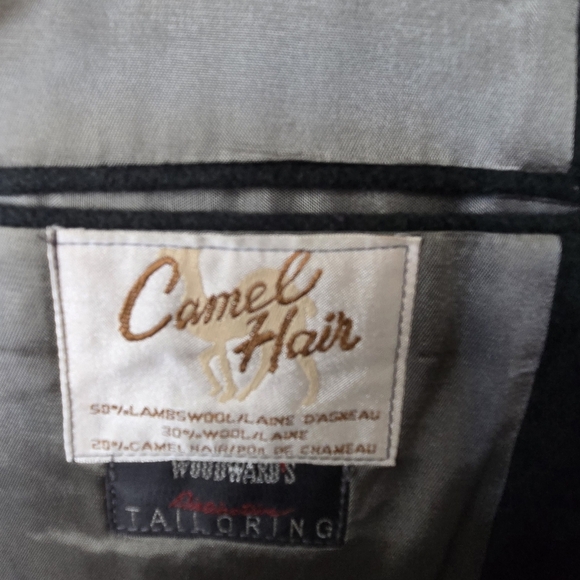 Camel
Hair
50%LAMBSWOOL/LAINE D'AGNEAU
30%WOOL/LAINE
20%CAMEL HAIR/POIL DE CHAMEAU
WOODWARD'S
TAILORING